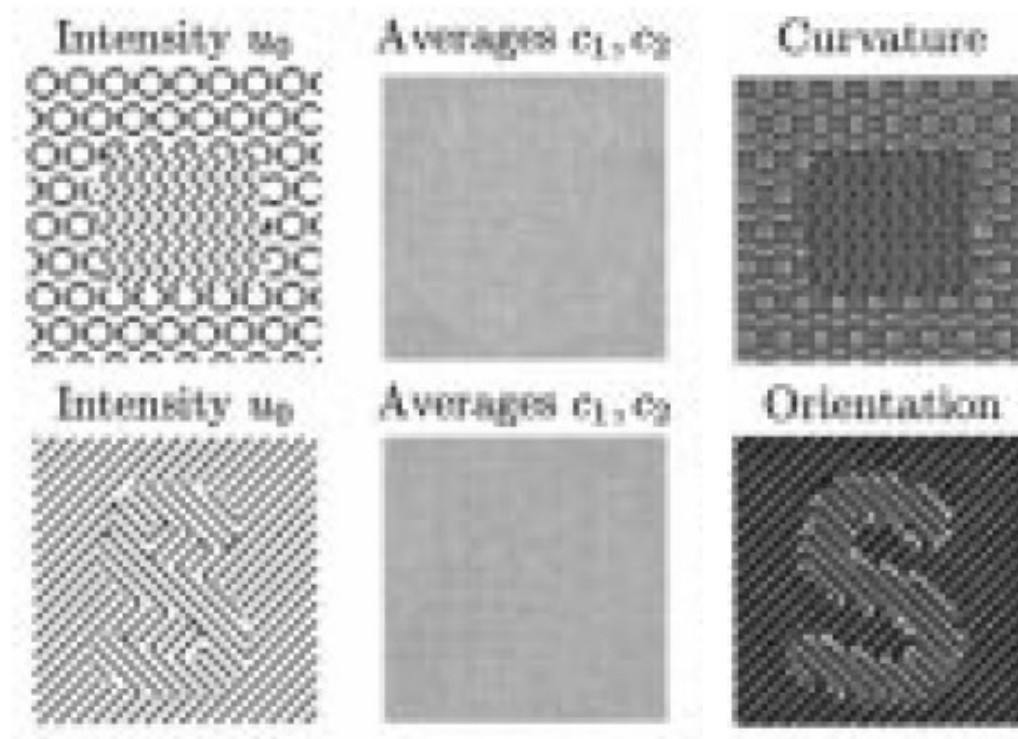 Intensity u₀ Averages c₁, c₂ Curvature
Intensity u₀ Averages c₁, c₂ Orientation